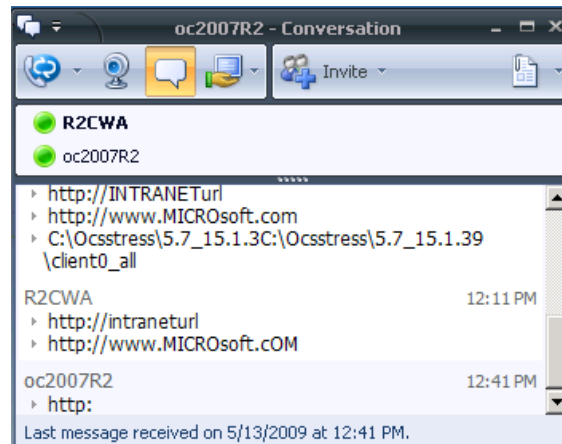 oc2007R2 - Conversation
Invite
R2CWA
oc2007R2
http://INTRANETurl
http://www.MICROsoft.com
C:\Ocsstress\5.7_15.1.3C:\Ocsstress\5.7_15.1.39
\client0_all
R2CWA 12:11 PM
http://intraneturl
http://www.MICROsoft.cOM
oc2007R2 12:41 PM
http:
Last message received on 5/13/2009 at 12:41 PM.